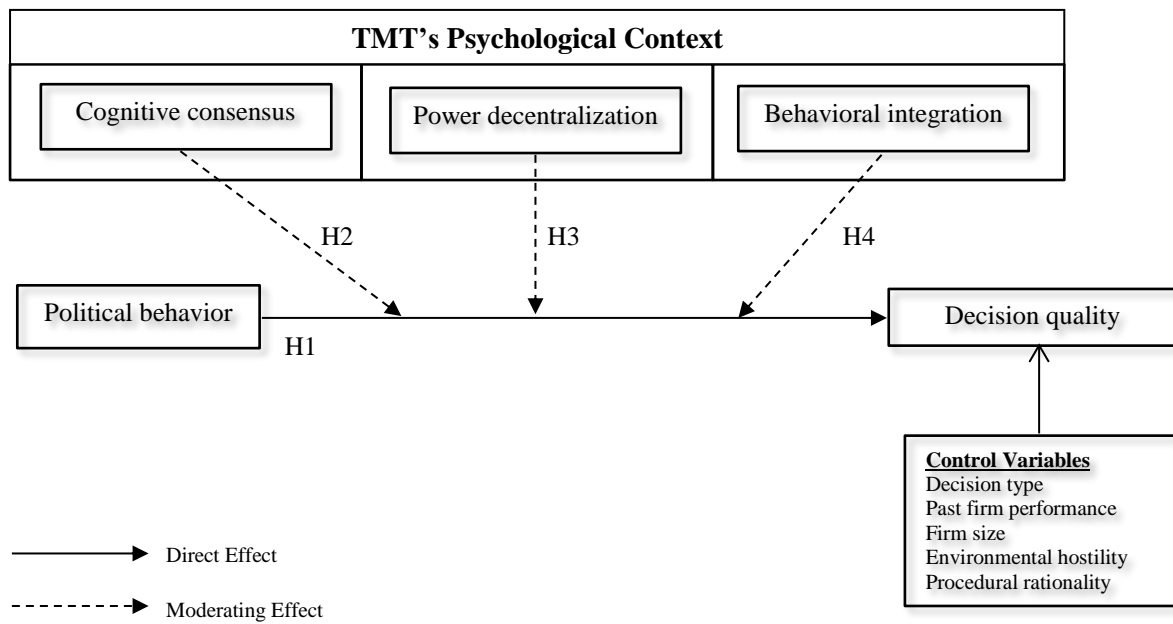 TMT's Psychological Context
Cognitive consensus
Power decentralization
Behavioral integration
H2
H3
H4
Political behavior
Decision quality
H1
Control Variables
Decision type
Past firm performance
Firm size
Environmental hostility
Procedural rationality
Direct Effect
Moderating Effect